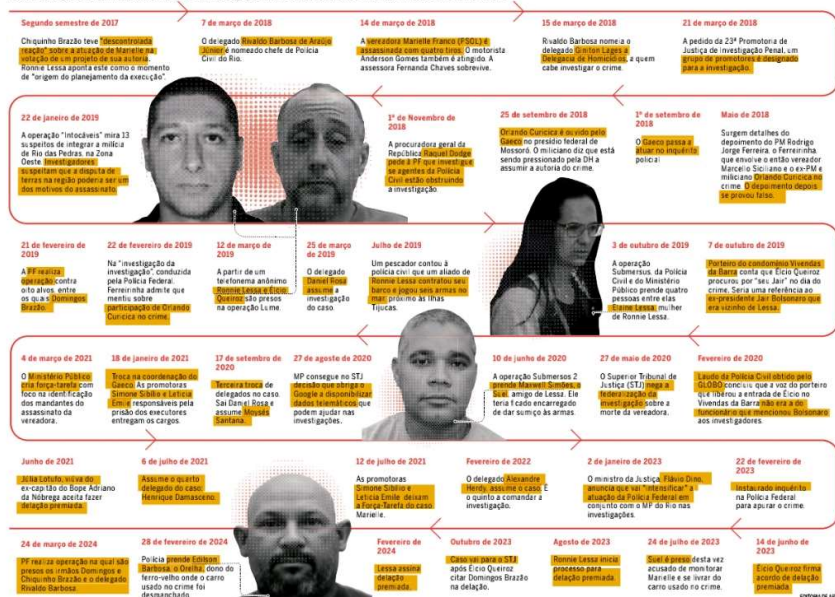 Segundo semestre de 2017
Chiquinho Brazão teve "descontrolada
reação" sobre a atuação de Marielle na
votação de um projeto de sua autoria.
Ronnie Lessa aponta este como o momento
de "origem do planejamento da execução".
7 de março de 2018
O delegado Rivaldo Barbosa de Araújo
Júnior é nomeado chefe de Polícia
Civil do Rio.
14 de março de 2018
A vereadora Marielle Franco (PSOL) é
assassinada com quatro tiros. O motorista
Anderson Gomes também é atingido. A
assessora Fernanda Chaves sobrevive.
15 de março de 2018
Rivaldo Barbosa nomeia o
delegado Giniton Lages a
Delegacia de Homicídios, a quem
cabe investigar o crime.
21 de março de 2018
A pedido da 23ª Promotoria de
Justiça de Investigação Penal, um
grupo de promotores é designado
para a investigação.
22 de janeiro de 2019
A operação "Intocáveis" mira 13
suspeitos de integrar a milícia
de Rio das Pedras, na Zona
Oeste. Investigadores
suspeitam que a disputa de
terras na região poderia ser um
dos motivos do assassinato.
1º de Novembro de
2018
A procuradora geral da
República Raquel Dodge
pede à PF que investigue
se agentes da Polícia
Civil estão obstruindo
a investigação.
25 de setembro de 2018
Orlando Curicica é ouvido pelo
Gaeco no presídio federal de
Mossoró. O miliciano diz que está
sendo pressionado pela DH a
assumir a autoria do crime.
1º de setembro de
2018
O Gaeco passa a
atuar no inquérito
policial
Maio de 2018
Surgem detalhes do
depoimento do PM Rodrigo
Jorge Ferreira, o Ferreirinha,
que envolve o então vereador
Marcello Siciliano e o ex-PM e
miliciano Orlando Curicica no
crime. O depoimento depois
se provou falso.
21 de fevereiro de
2019
A PF realiza
operação contra
oito alvos, entre
os quais Domingos
Brazão.
22 de fevereiro de 2019
Na "investigação da
investigação", conduzida
pela Polícia Federal.
Ferreirinha admite que
mentiu sobre
participação de Orlando
Curicica no crime.
12 de março de
2019
A partir de um
telefonema anônimo
Ronnie Lessa e Élcio
Queiroz são presos
na operação Lume.
25 de março
de 2019
O delegado
Daniel Rosa
assume a
investigação
do caso.
Julho de 2019
Um pescador contou à
polícia civil que um aliado de
Ronnie Lessa contratou seu
barco e jogou seis armas no
mar, próximo às Ilhas
Tijucas.
3 de outubro de 2019
A operação
Submersus, da Polícia
Civil e do Ministério
Público prende quatro
pessoas entre elas
Elaine Lessa, mulher
de Ronnie Lessa.
7 de outubro de 2019
Porteiro do condomínio Vivendas
da Barra conta que Élcio Queiroz
procurou por "seu Jair" no dia do
crime. Seria uma referência ao
ex-presidente Jair Bolsonaro que
era vizinho de Lessa.
4 de março de 2021
O Ministério Público
cria força-tarefa com
foco na identificação
dos mandantes do
assassinato da
vereadora.
18 de janeiro de 2021
Troca na coordenação do
Gaeco. As promotoras
Simone Sibilio e Letícia
Emile responsáveis pela
prisão dos executores
entregam os cargos.
17 de setembro de
2020
Terceira troca de
delegados no caso.
Sai Daniel Rosa e
assume Moysés
Santana.
27 de agosto de 2020
MP consegue no STJ
decisão que obriga o
Google a disponibilizar
dados telemáticos que
podem ajudar nas
investigações.
10 de junho de 2020
A operação Submersos 2
prende Maxwell Simões, o
Suel, amigo de Lessa. Ele
teria ficado encarregado
de dar sumiço às armas
27 de maio de 2020
O Superior Tribunal de
Justiça (STJ) nega a
federalização da
investigação sobre a
morte da vereadora.
Fevereiro de 2020
Laudo da Polícia Civil obtido pelo
GLOBO concluiu que a voz do porteiro
que liberou a entrada de Élcio no
Vivendas da Barra não era a do
funcionário que mencionou Bolsonaro
aos investigadores.
Junho de 2021
Júlia Lotufo, viúva do
ex-capitão do Bope Adriano
da Nóbrega aceita fazer
delação premiada.
6 de julho de 2021
Assume o quarto
delegado do caso:
Henrique Damasceno.
12 de julho de 2021
As promotoras
Simone Sibilio e
Letícia Emile deixam
a Força-Tarefa do caso
Marielle.
Fevereiro de 2022
O delegado Alexandre
Herdy, assume o caso. É
o quinto a comandar a
investigação.
2 de janeiro de 2023
O ministro da Justiça, Flávio Dino,
anuncia que vai "intensificar" a
atuação da Polícia Federal em
conjunto com o MP do Rio nas
investigações.
22 de fevereiro de
2023
Instaurado inquérito
na Polícia Federal
para apurar o crime.
24 de março de 2024
PF realiza operação na qual são
presos os irmãos Domingos e
Chiquinho Brazão e o delegado
Rivaldo Barbosa.
28 de fevereiro de 2024
Polícia prende Edilson
Barbosa, o Orelha, dono do
ferro-velho onde o carro
usado no crime foi
desmanchado.
Fevereiro de
2024
Lessa assina
delação
premiada.
Outubro de 2023
Caso vai para o STJ
após Élcio Queiroz
citar Domingos Brazão
na delação.
Agosto de 2023
Ronnie Lessa inicia
processo para
delação premiada.
24 de julho de 2023
Suel é preso desta vez
acusado de monitorar
Marielle e se livrar do
carro usado no crime.
14 de junho de
2023
Élcio Queiroz firma
acordo de delação
premiada.